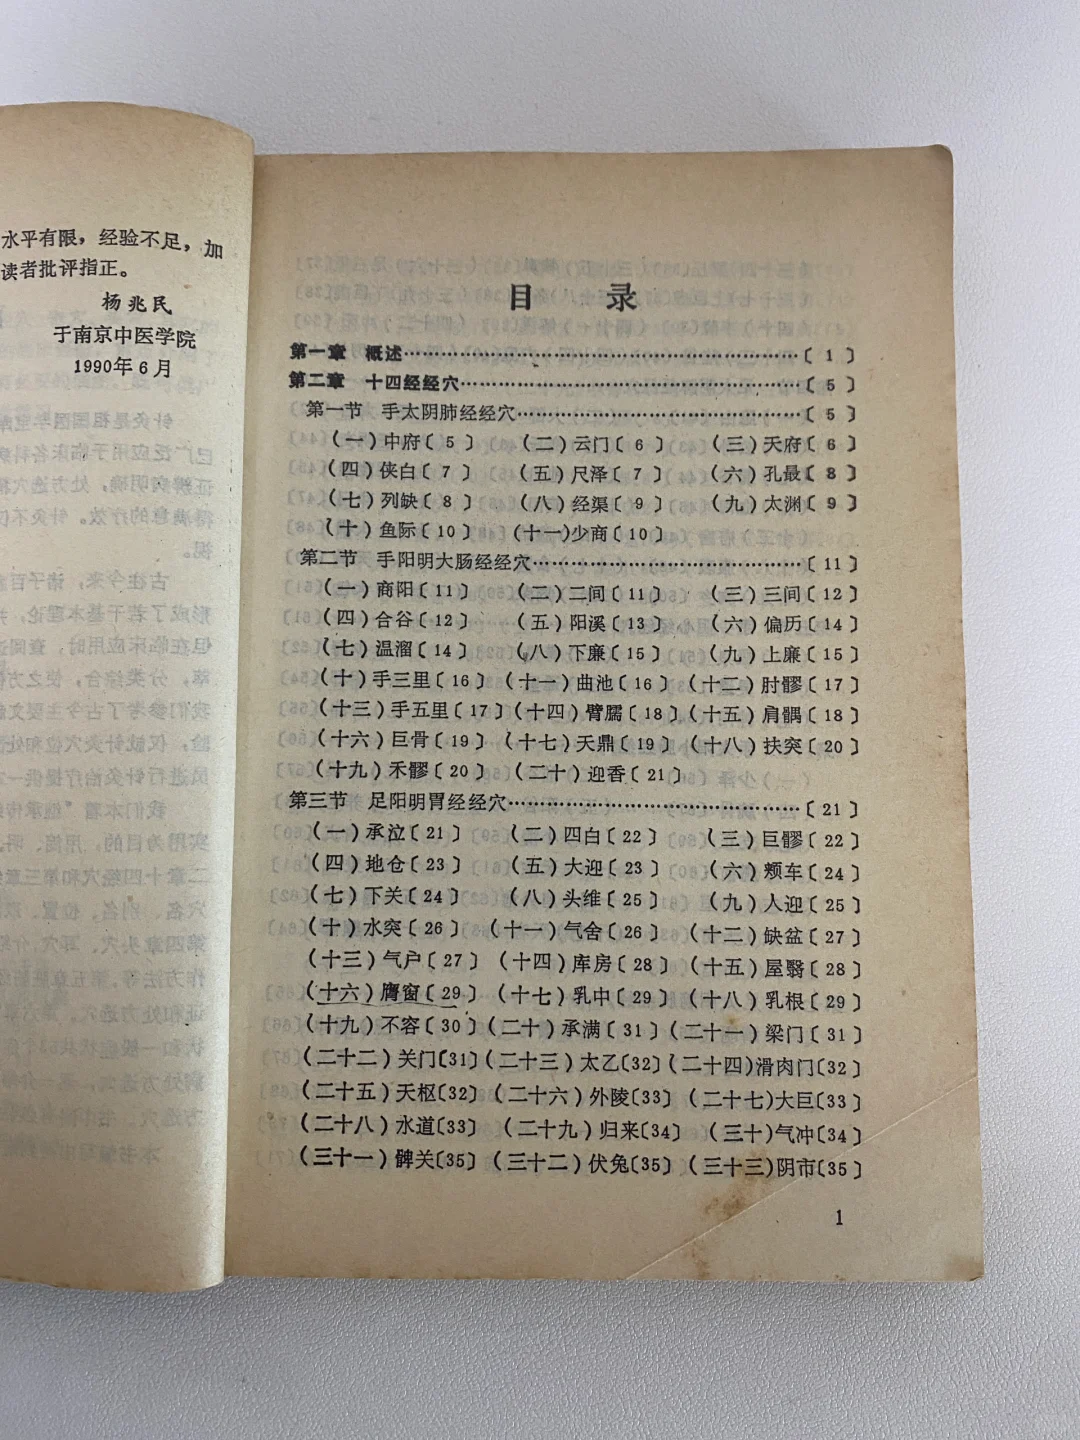 水平有限，经验不足，加
读者批评指正。
杨兆民
于南京中医学院
1990年6月
目 录
第一章 概述……………………………………〔 1 〕
第二章 十四经经穴……………………………〔 5 〕
第一节 手太阴肺经经穴………………………〔 5 〕
（一）中府〔 5 〕 （二）云门〔 6 〕 （三）天府〔 6 〕
（四）侠白〔 7 〕 （五）尺泽〔 7 〕 （六）孔最〔 8 〕
（七）列缺〔 8 〕 （八）经渠〔 9 〕 （九）太渊〔 9 〕
（十）鱼际〔10〕 （十一)少商〔10〕
第二节 手阳明大肠经经穴……………………〔11〕
（一）商阳〔11〕 （二）二间〔11〕 （三）三间〔12〕
（四）合谷〔12〕 （五）阳溪〔13〕 （六）偏历〔14〕
（七）温溜〔14〕 （八）下廉〔15〕 （九）上廉〔15〕
（十）手三里〔16〕 （十一）曲池〔16〕 （十二）肘髎〔17〕
（十三）手五里〔17〕（十四）臂臑〔18〕（十五）肩髃〔18〕
（十六）巨骨〔19〕 （十七）天鼎〔19〕 （十八）扶突〔20〕
（十九）禾髎〔20〕 （二十）迎香〔21〕
第三节 足阳明胃经经穴………………………〔21〕
（一）承泣〔21〕 （二）四白〔22〕 （三）巨髎〔22〕
（四）地仓〔23〕 （五）大迎〔23〕 （六）颊车〔24〕
（七）下关〔24〕 （八）头维〔25〕 （九）人迎〔25〕
（十）水突〔26〕 （十一）气舍〔26〕 （十二）缺盆〔27〕
（十三）气户〔27〕 （十四）库房〔28〕 （十五）屋翳〔28〕
（十六）膺窗〔29〕 （十七）乳中〔29〕 （十八）乳根〔29〕
（十九）不容〔30〕（二十）承满〔31〕（二十一）梁门〔31〕
（二十二）关门〔31〕（二十三）太乙〔32〕（二十四)滑肉门〔32〕
（二十五）天枢〔32〕 （二十六）外陵〔33〕 （二十七)大巨〔33〕
（二十八）水道〔33〕 （二十九）归来〔34〕 （三十)气冲〔34〕
（三十一）髀关〔35〕 （三十二）伏兔〔35〕 （三十三)阴市〔35〕
1